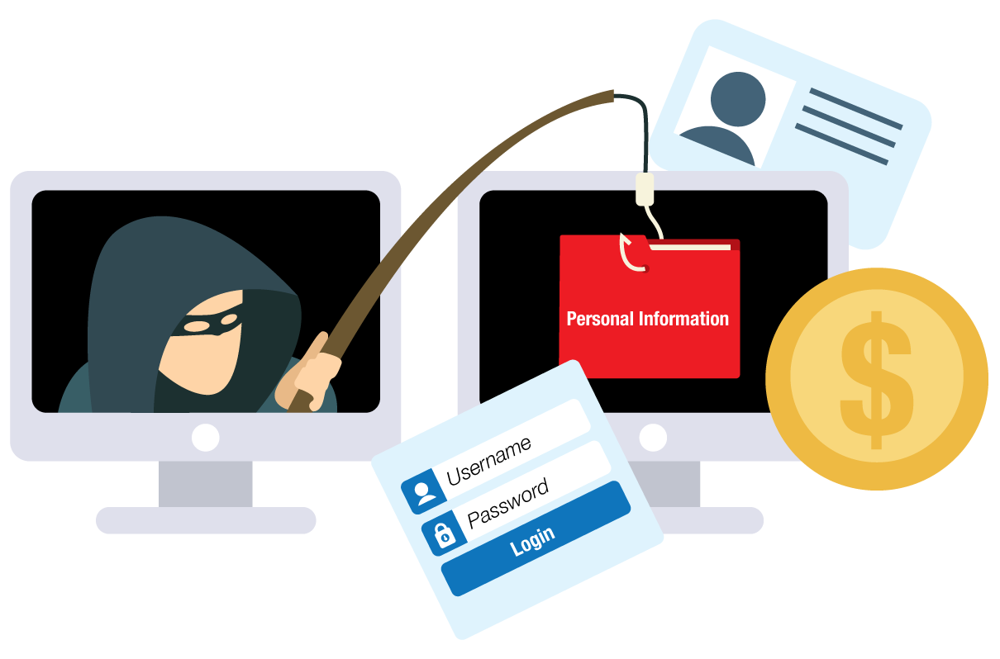 Personal Information
Username
Password
Login
$